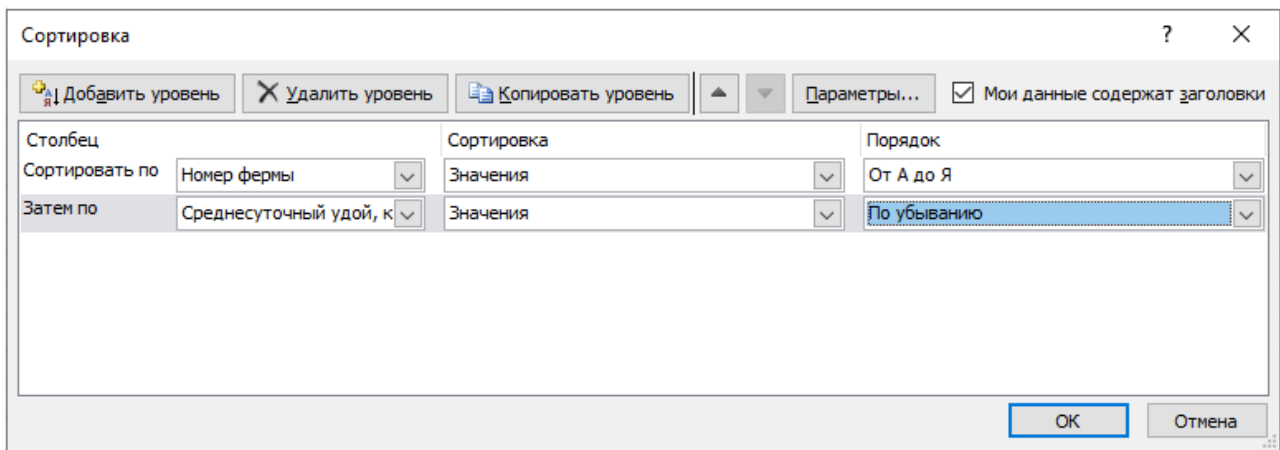 Сортировка ?
Добавить уровень Удалить уровень Копировать уровень Параметры... Мои данные содержат заголовки
Столбец Сортировка Порядок
Сортировать по Номер фермы Значения От А до Я
Затем по Среднесуточный удой, к Значения По убыванию
ОК Отмена